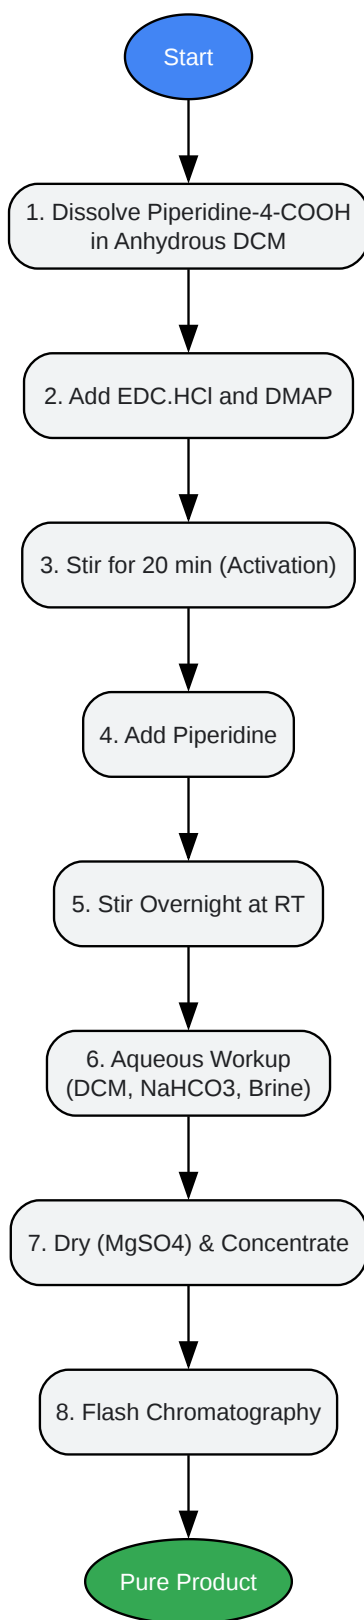 Start
1. Dissolve Piperidine-4-COOH
in Anhydrous DCM
2. Add EDC.HCl and DMAP
3. Stir for 20 min (Activation)
4. Add Piperidine
5. Stir Overnight at RT
6. Aqueous Workup
(DCM, NaHCO3, Brine)
7. Dry (MgSO4) & Concentrate
8. Flash Chromatography
Pure Product